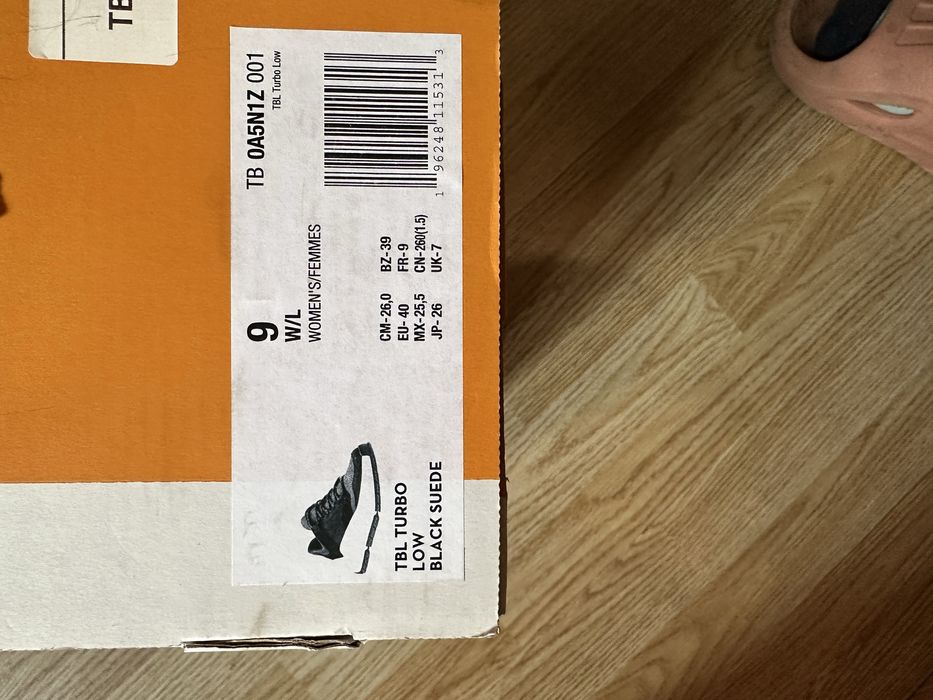 TB
TB 0A5N1Z 001
TBL Turbo Low
1 96248 11531 3
9
W/L
WOMEN'S/FEMMES
CM-26,0 BZ-39
EU- 40 FR-9
MX-25,5 CN-260(1.5)
JP- 26 UK-7
TBL TURBO
LOW
BLACK SUEDE